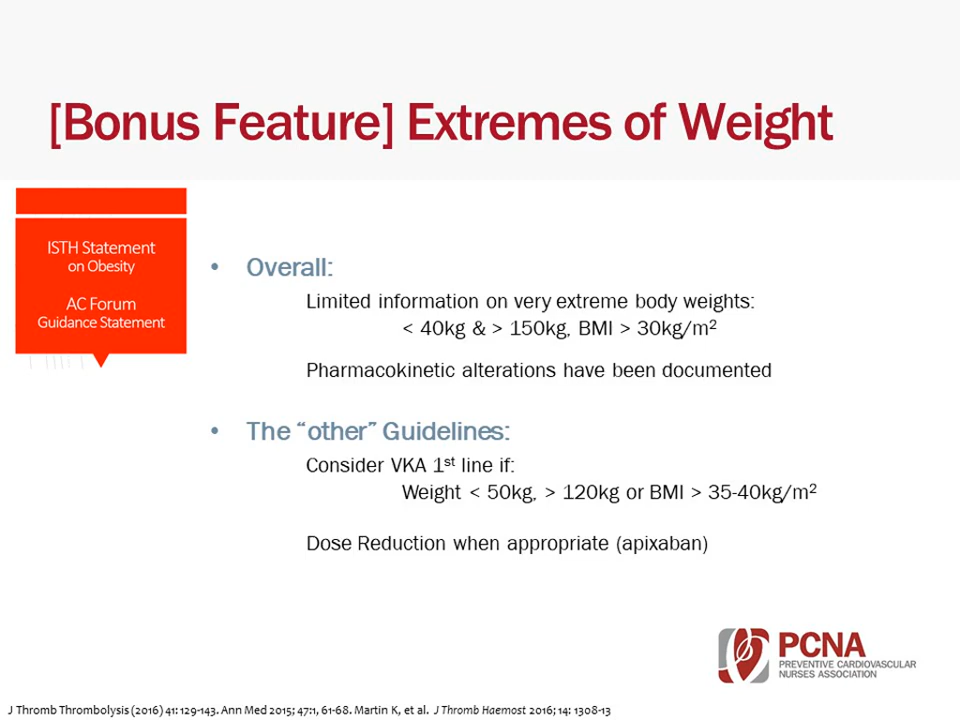 [Bonus Feature] Extremes of Weight
ISTH Statement
on Obesity
AC Forum
Guidance Statement
• Overall:
Limited information on very extreme body weights:
< 40kg & > 150kg, BMI > 30kg/m²
Pharmacokinetic alterations have been documented
• The “other” Guidelines:
Consider VKA 1st line if:
Weight < 50kg, > 120kg or BMI > 35-40kg/m²
Dose Reduction when appropriate (apixaban)
PCNA
PREVENTIVE CARDIOVASCULAR
NURSES ASSOCIATION
J Thromb Thrombolysis (2016) 41: 129-143. Ann Med 2015; 47:1, 61-68. Martin K, et al. J Thromb Haemost 2016; 14: 1308-13